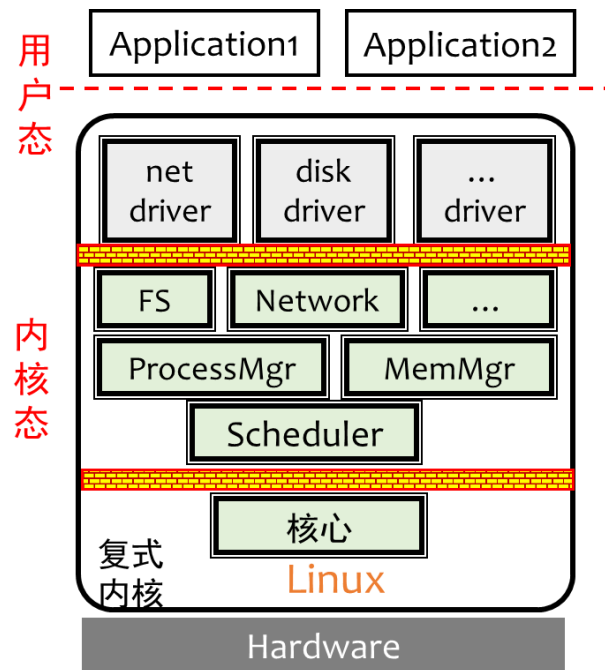 Application1
Application2
用户态
net
driver
disk
driver
...
driver
FS
Network
...
内核态
ProcessMgr
MemMgr
Scheduler
核心
复式
内核
Linux
Hardware